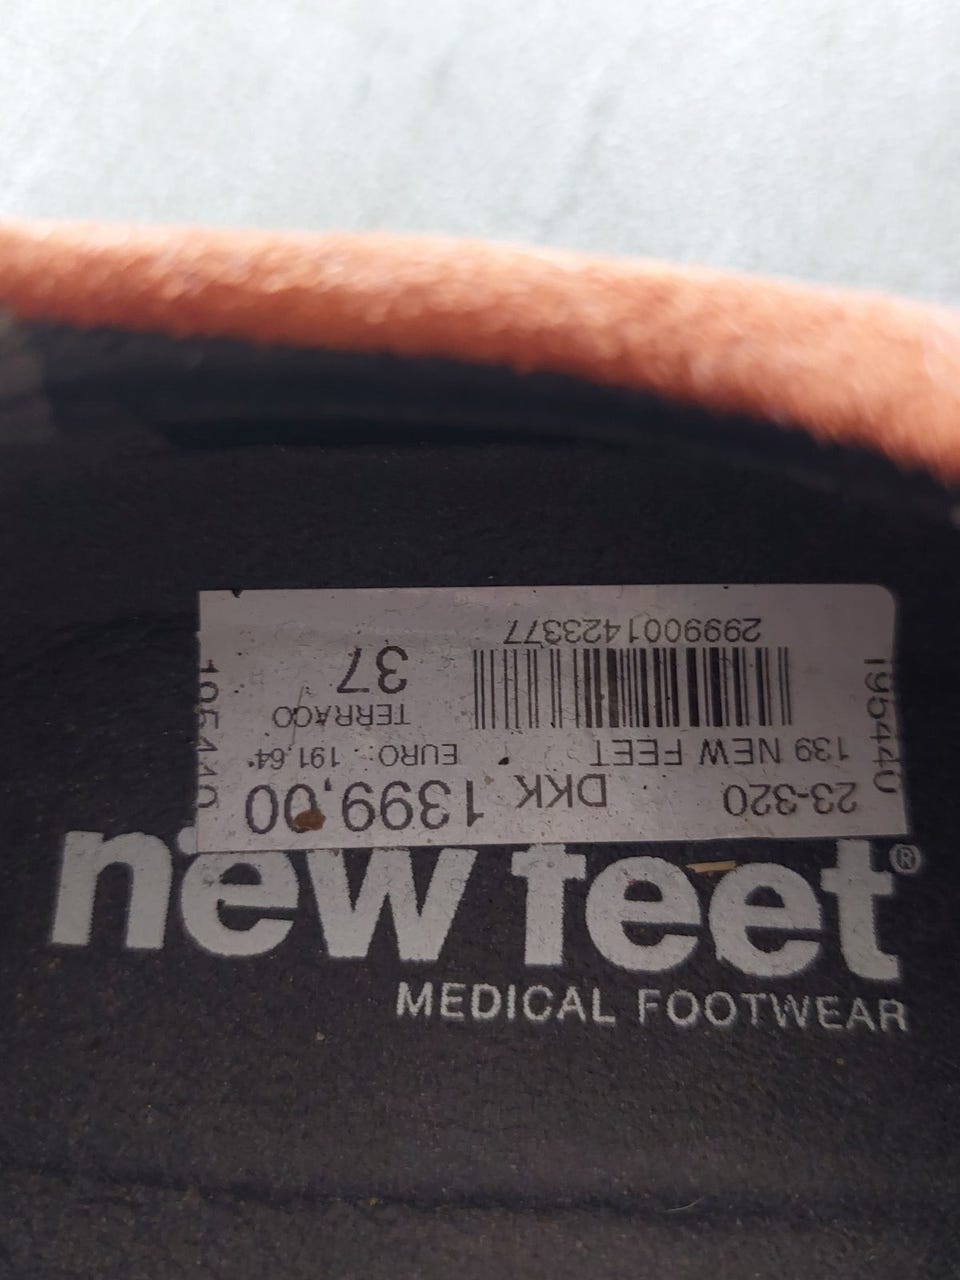 23-320 DKK 1399,00
139 NEW FEET EURO: 191,64*
TERRACO
37
2999001423377
195440
195440
new feet®
MEDICAL FOOTWEAR